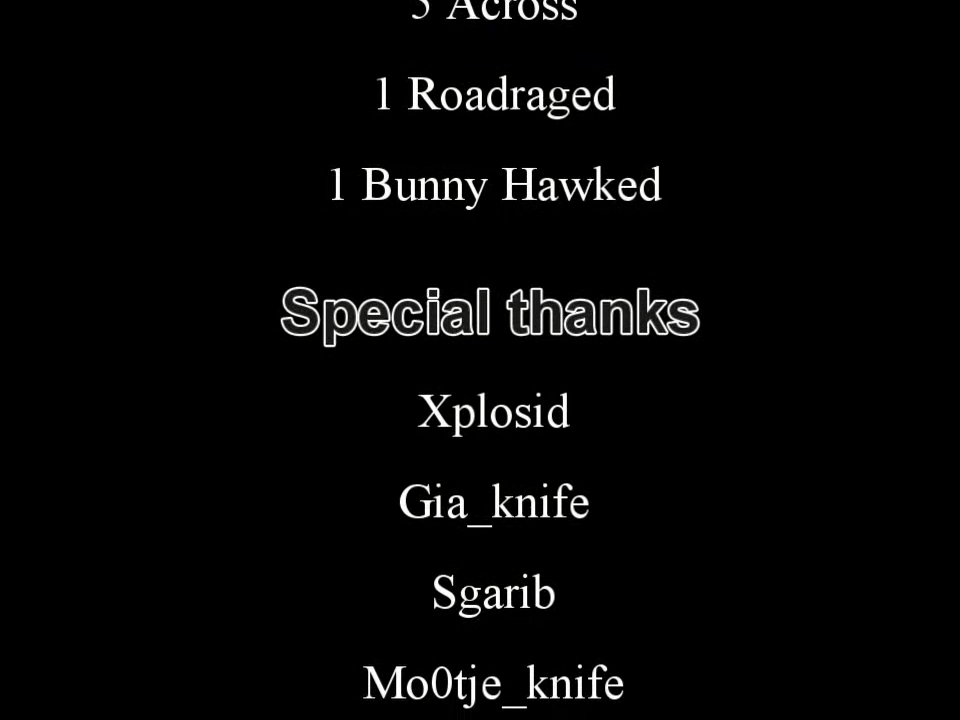 Across
1 Roadraged
1 Bunny Hawked
Special thanks
Xplosid
Gia_knife
Sgarib
Mo0tje_knife